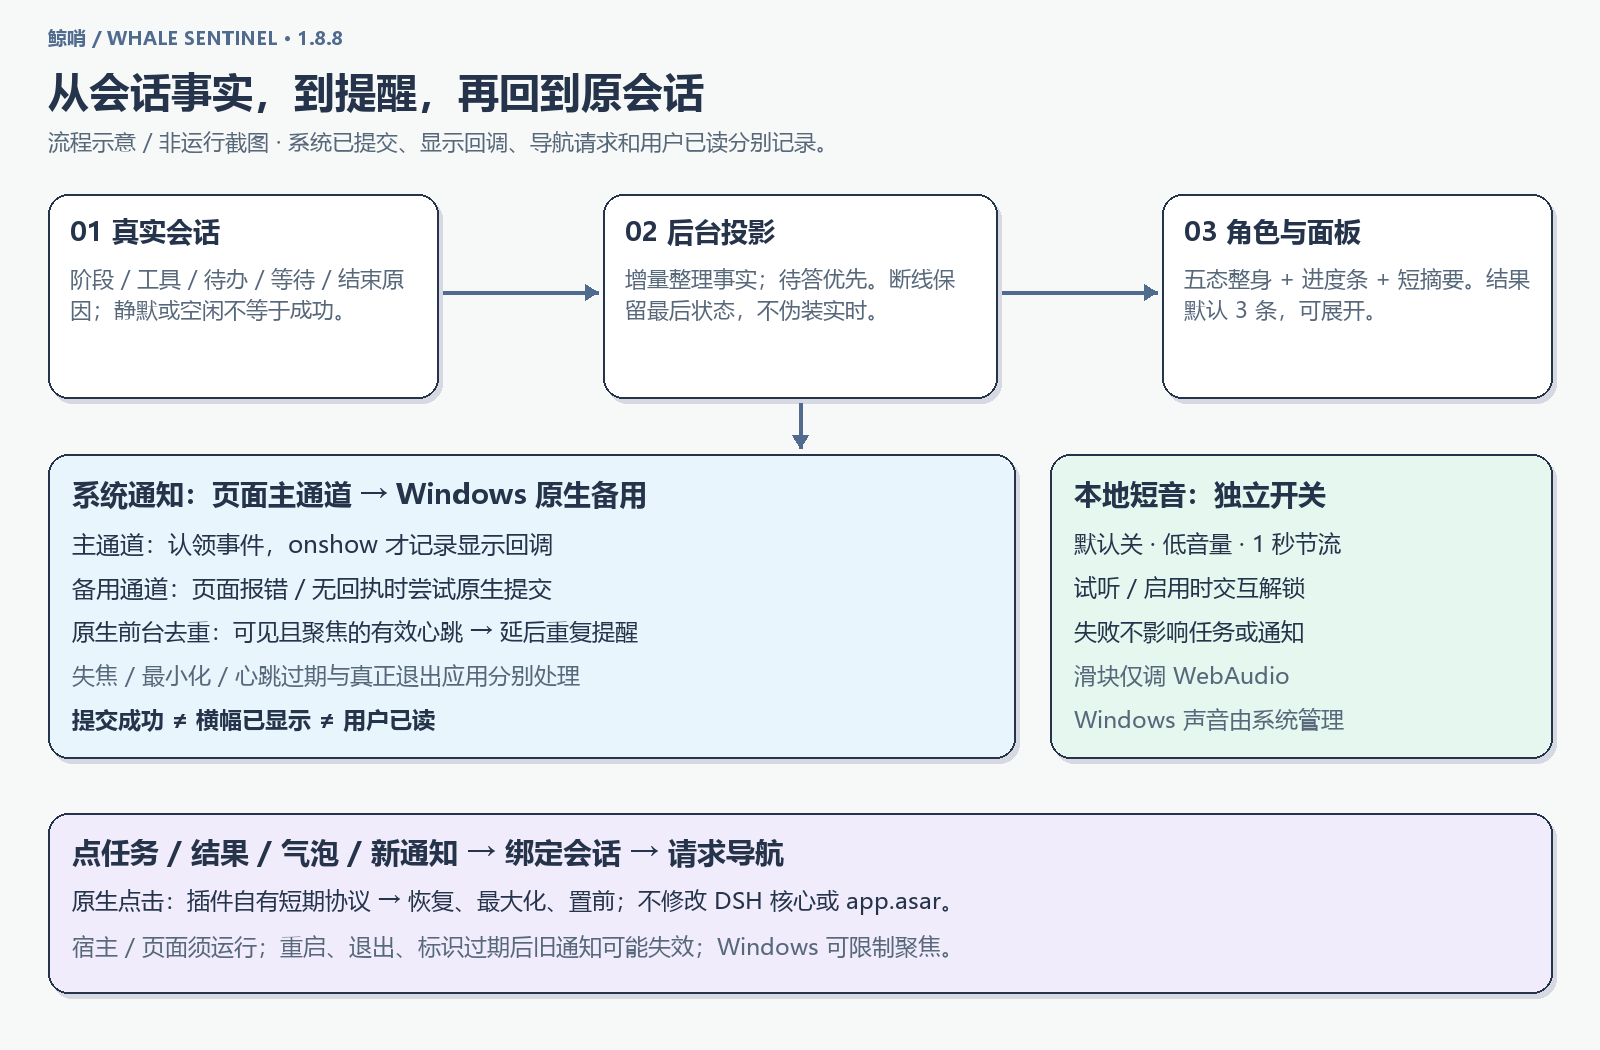 鲸哨 / WHALE SENTINEL • 1.8.8
从会话事实，到提醒，再回到原会话
流程示意 / 非运行截图 · 系统已提交、显示回调、导航请求和用户已读分别记录。
01 真实会话
阶段 / 工具 / 待办 / 等待 / 结束原
因；静默或空闲不等于成功。
02 后台投影
增量整理事实；待答优先。断线保
留最后状态，不伪装实时。
03 角色与面板
五态整身 + 进度条 + 短摘要。结果
默认 3 条，可展开。
系统通知：页面主通道 → Windows 原生备用
主通道：认领事件，onshow 才记录显示回调
备用通道：页面报错 / 无回执时尝试原生提交
原生前台去重：可见且聚焦的有效心跳 → 延后重复提醒
失焦 / 最小化 / 心跳过期与真正退出应用分别处理
提交成功 ≠ 横幅已显示 ≠ 用户已读
本地短音：独立开关
默认关 · 低音量 · 1 秒节流
试听 / 启用时交互解锁
失败不影响任务或通知
滑块仅调 WebAudio
Windows 声音由系统管理
点任务 / 结果 / 气泡 / 新通知 → 绑定会话 → 请求导航
原生点击：插件自有短期协议 → 恢复、最大化、置前；不修改 DSH 核心或 app.asar。
宿主 / 页面须运行；重启、退出、标识过期后旧通知可能失效；Windows 可限制聚焦。